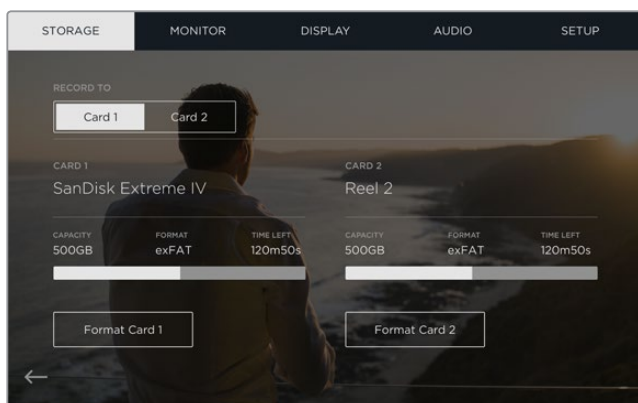 STORAGE MONITOR DISPLAY AUDIO SETUP
RECORD TO
Card 1 Card 2
CARD 1 CARD 2
SanDisk Extreme IV Reel 2
CAPACITY FORMAT TIME LEFT CAPACITY FORMAT TIME LEFT
500GB exFAT 120m50s 500GB exFAT 120m50s
Format Card 1 Format Card 2